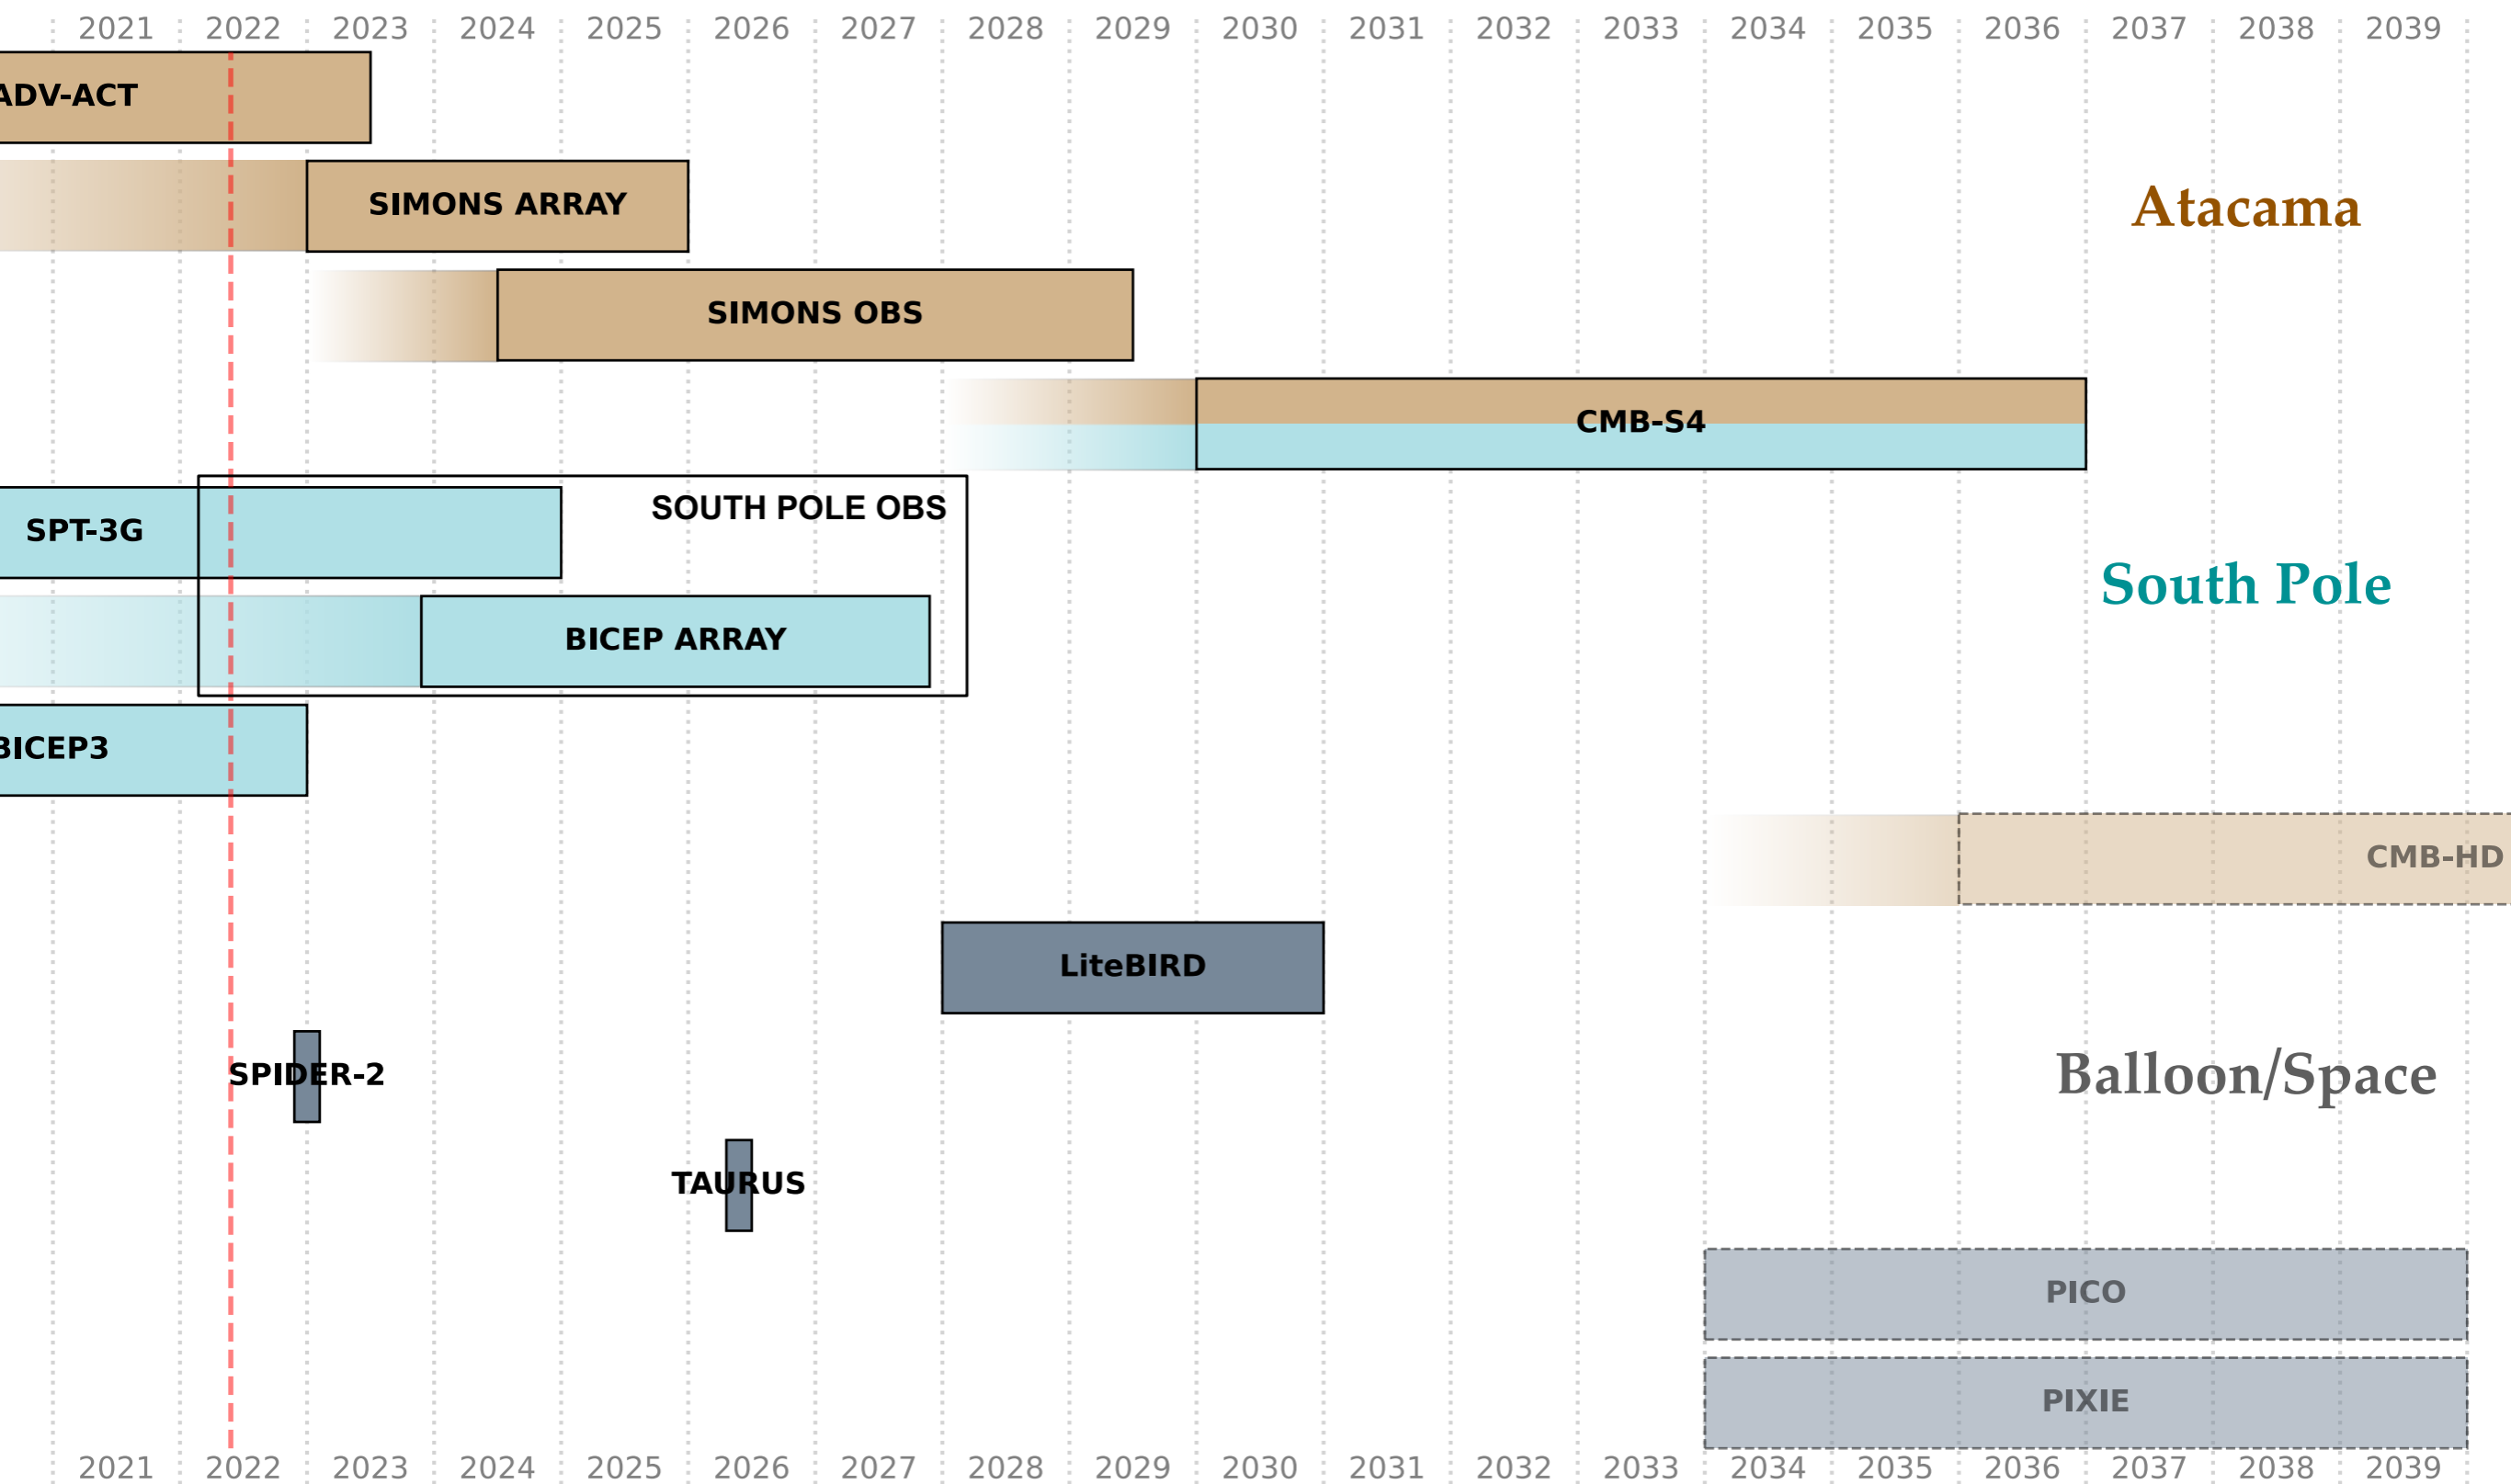 2021 2022 2023 2024 2025 2026 2027 2028 2029 2030 2031 2032 2033 2034 2035 2036 2037 2038 2039
ADV-ACT
SIMONS ARRAY
Atacama
SIMONS OBS
CMB-S4
SOUTH POLE OBS
SPT-3G
South Pole
BICEP ARRAY
BICEP3
CMB-HD
LiteBIRD
SPIDER-2
Balloon/Space
TAURUS
PICO
PIXIE
2021 2022 2023 2024 2025 2026 2027 2028 2029 2030 2031 2032 2033 2034 2035 2036 2037 2038 2039